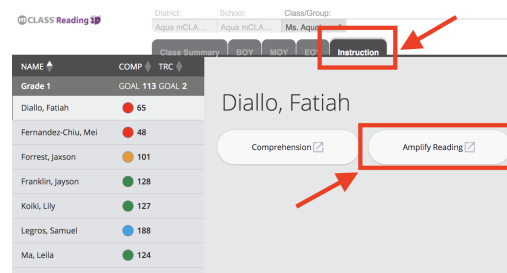 mCLASS Reading 3D
District: School: Class/Group:
Aqua mCLA... Aqua mCLA...
Class Summary BOY MOY EOY Instruction
NAME COMP TRC
Grade 1 GOAL 113 GOAL 2
Diallo, Fatiah 65
Fernandez-Chiu, Mei 48
Forrest, Jaxson 101
Franklin, Jayson 128
Koiki, Lily 127
Legros, Samuel 188
Ma, Leila 124
Diallo, Fatiah
Comprehension Amplify Reading